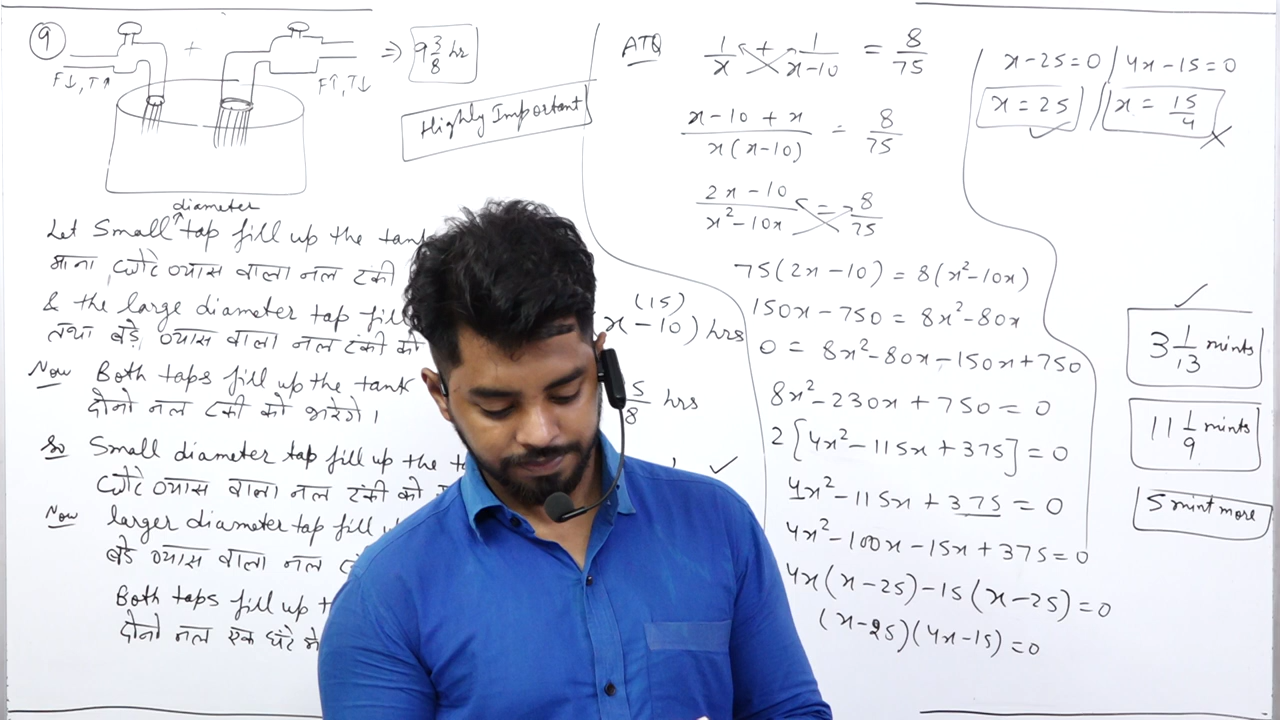 9
+
⇒ 9 3/8 hr
F↓, T↑
F↑, T↓
Highly Important
diameter
Let Small tap fill up the tank
माना, छोटे व्यास वाला नल टंकी
& the large diameter tap fill
(15)
x-10) hrs
तथा बड़े, व्यास वाला नल टंकी को
Now Both taps fill up the tank
5/8 hrs
दोनो नल टंकी को भरेगे।
So Small diameter tap fill up the
छोटे व्यास वाला नल टंकी को
Now larger diameter tap fill
बड़े व्यास वाला नल
Both taps fill up
दोनो नल एक घंटे मे
ATQ 1/x + 1/x-10 = 8/75
x-10+x / x(x-10) = 8/75
2x-10 / x²-10x = 8/75
75(2x-10) = 8(x²-10x)
150x-750 = 8x²-80x
0 = 8x²-80x-150x+750
8x²-230x+750=0
2[4x²-115x+375]=0
4x²-115x+375=0
4x²-100x-15x+375=0
4x(x-25)-15(x-25)=0
(x-25)(4x-15)=0
x-25=0 / 4x-15=0
x=25 // x=15/4
3 1/13 mints
11 1/9 mints
5 mint more